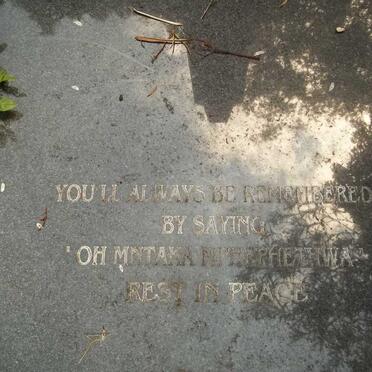 YOU'LL ALWAYS BE REMEMBERED
BY SAYING
"OH MNTAKA
REST IN PEACE